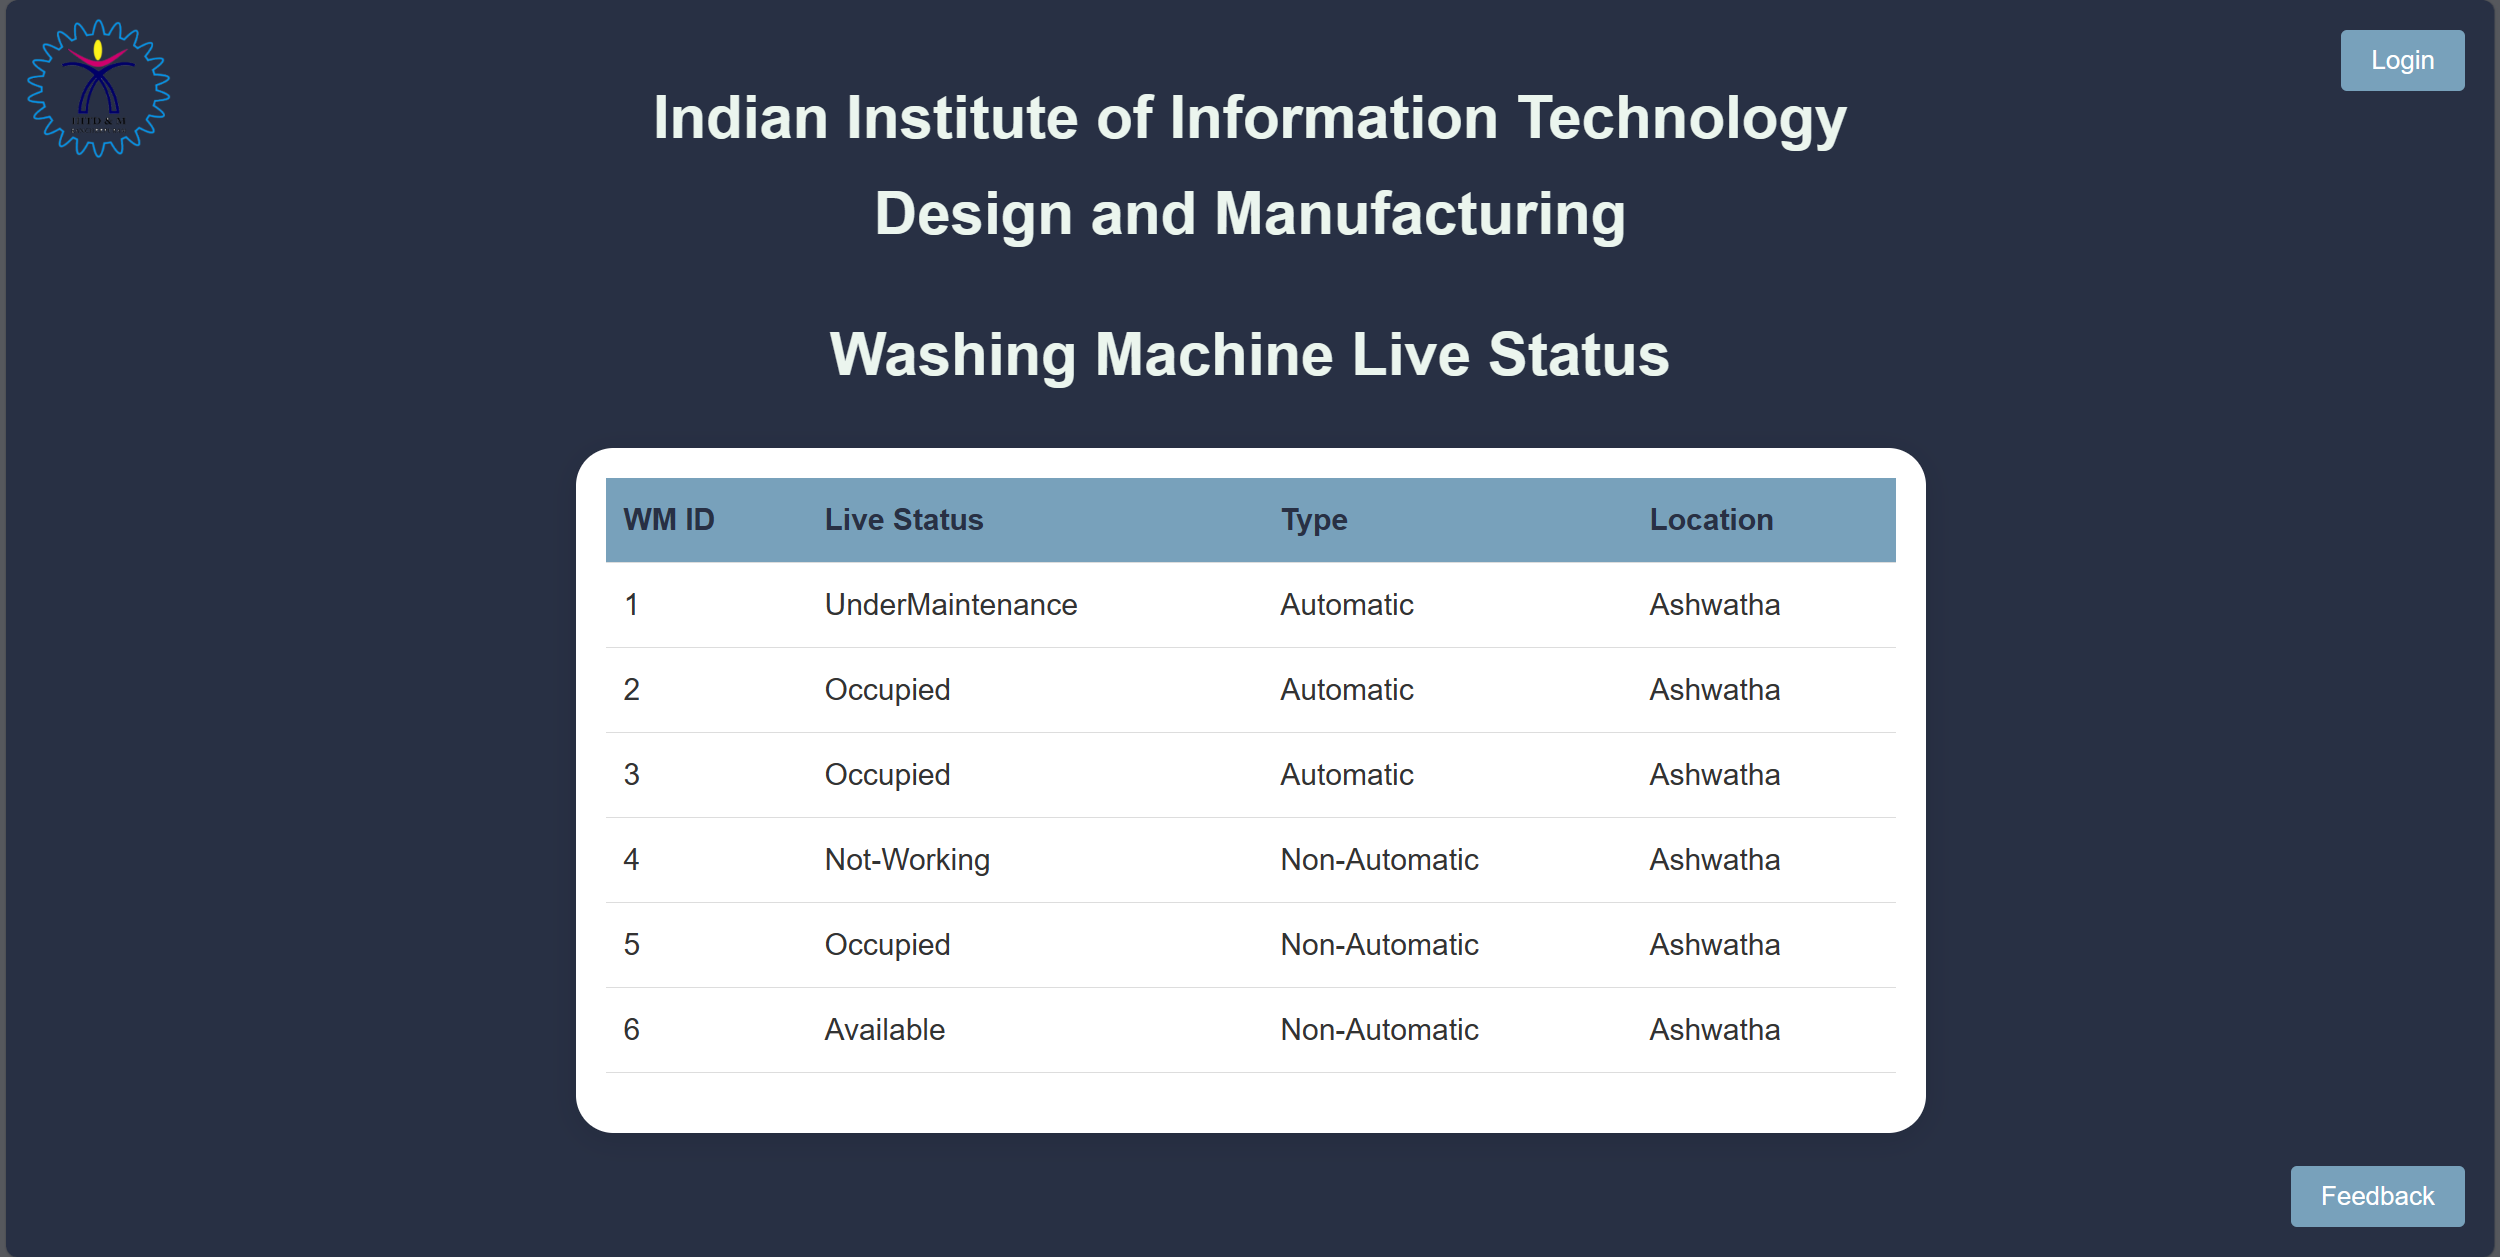 IIITD & M
Login
Indian Institute of Information Technology
Design and Manufacturing
Washing Machine Live Status
WM ID Live Status Type Location
1 UnderMaintenance Automatic Ashwatha
2 Occupied Automatic Ashwatha
3 Occupied Automatic Ashwatha
4 Not-Working Non-Automatic Ashwatha
5 Occupied Non-Automatic Ashwatha
6 Available Non-Automatic Ashwatha
Feedback